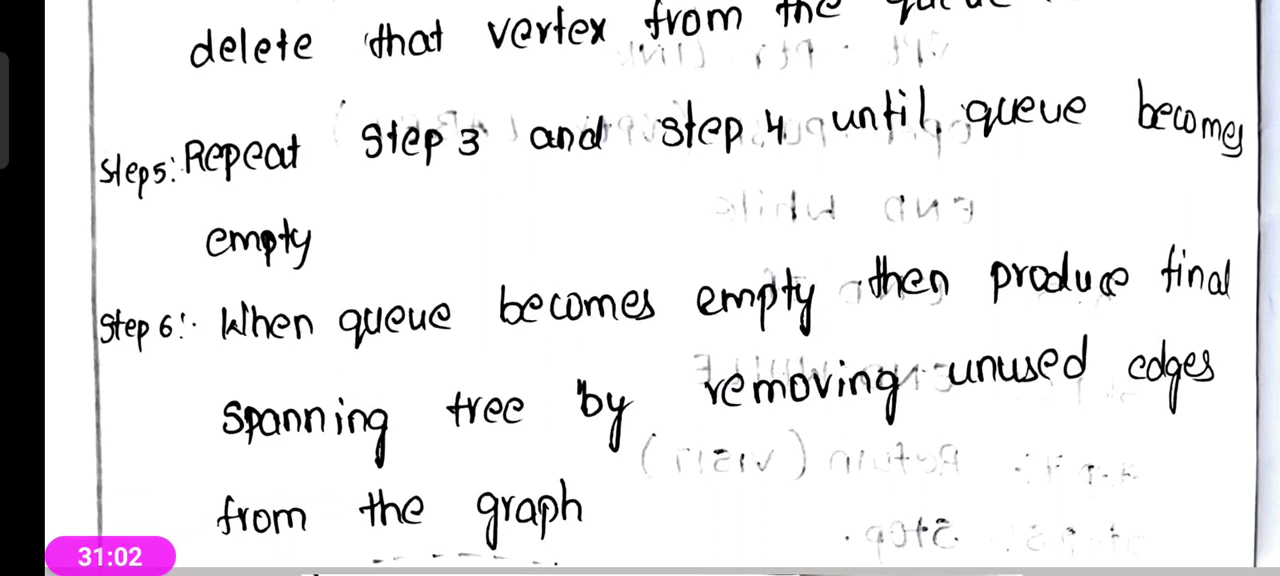 delete that vertex from the queue
Step5: Repeat step 3 and step 4 until queue becomes
empty
Step 6: When queue becomes empty then produce final
spanning tree by removing unused edges
from the graph
31:02